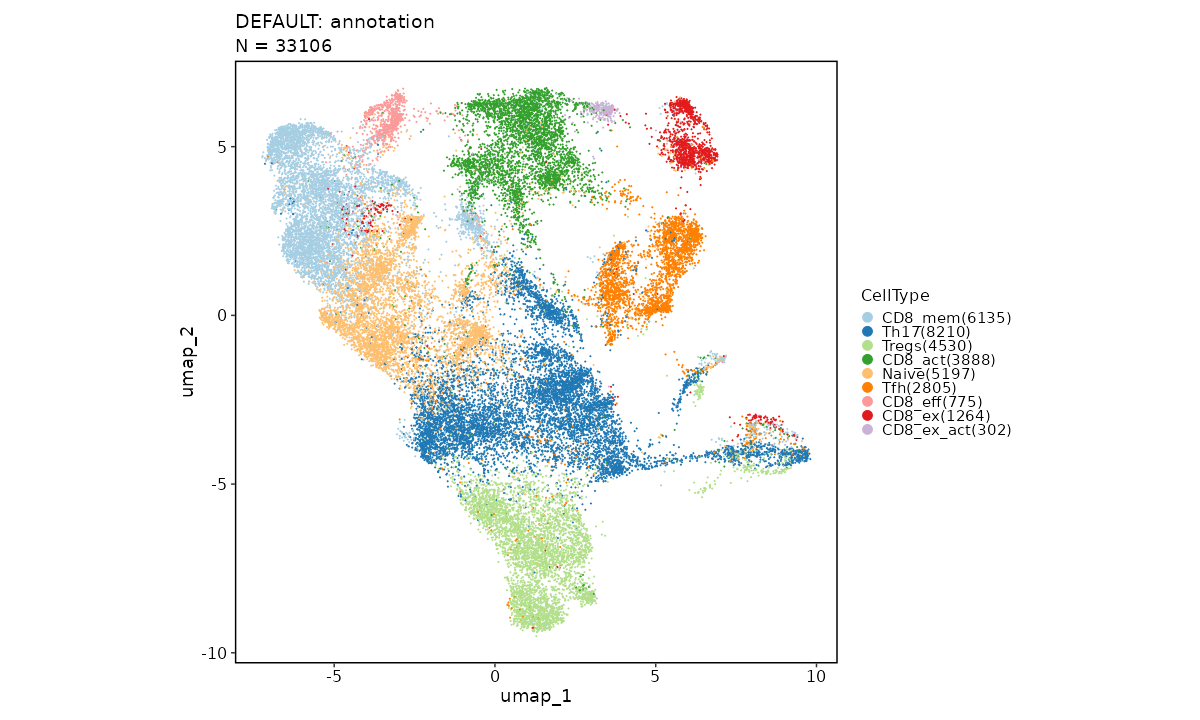 DEFAULT: annotation
N = 33106
5
0
-5
-10
-5
0
5
10
umap_1
umap_2
CellType
CD8_mem(6135)
Th17(8210)
Tregs(4530)
CD8_act(3888)
Naive(5197)
Tfh(2805)
CD8_eff(775)
CD8_ex(1264)
CD8_ex_act(302)